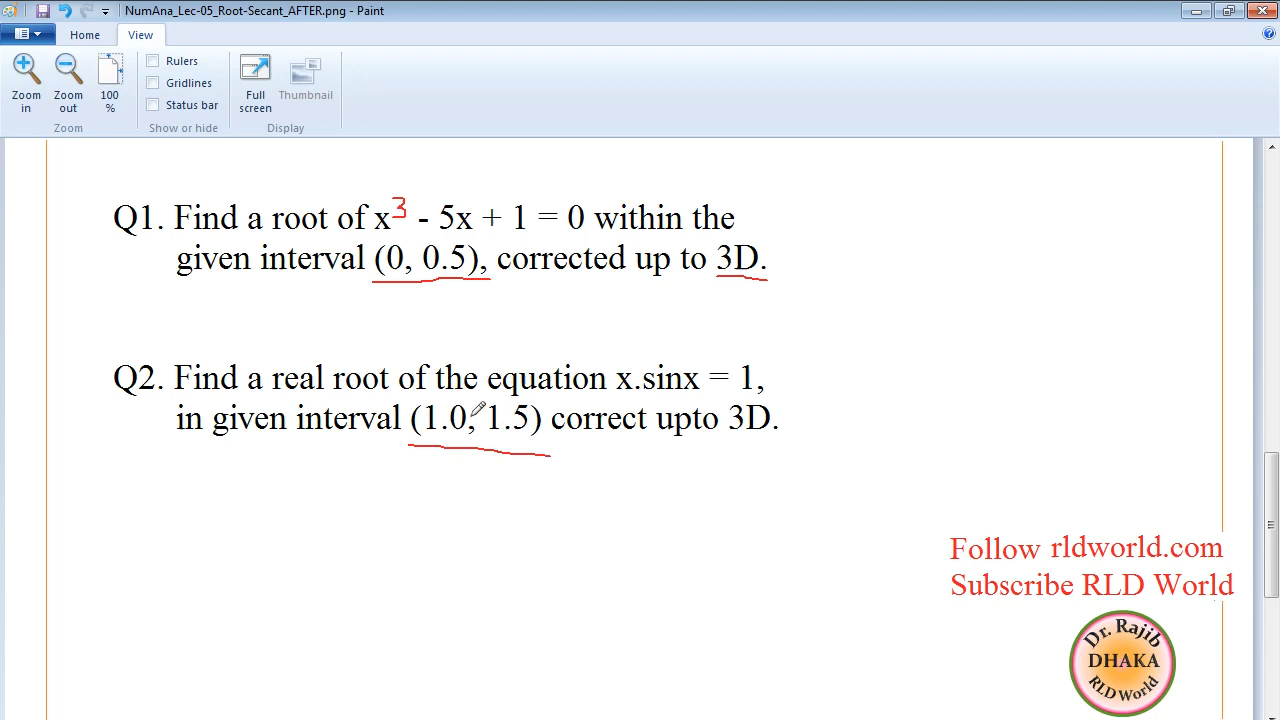 NumAna_Lec-05_Root-Secant_AFTER.png - Paint
Home
View
Zoom in
Zoom out
100 %
Rulers
Gridlines
Status bar
Full screen
Thumbnail
Zoom
Show or hide
Display
Q1. Find a root of x³ - 5x + 1 = 0 within the
given interval (0, 0.5), corrected up to 3D.
Q2. Find a real root of the equation x.sinx = 1,
in given interval (1.0, 1.5) correct upto 3D.
Follow rldworld.com
Subscribe RLD World
Dr. Rajib
DHAKA
RLD World